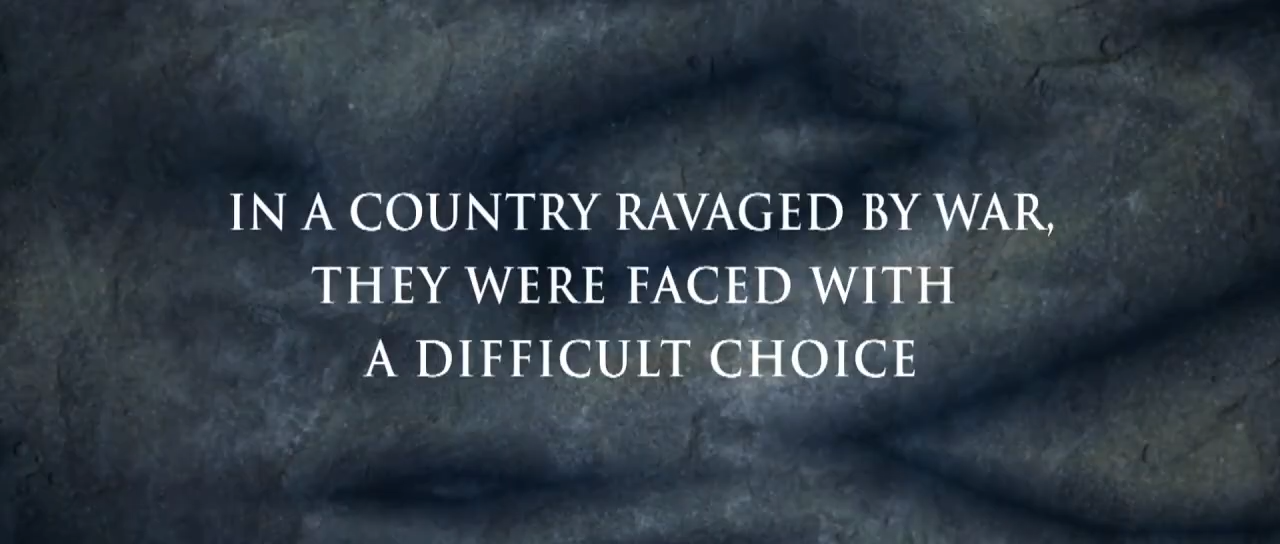 IN A COUNTRY RAVAGED BY WAR,
THEY WERE FACED WITH
A DIFFICULT CHOICE